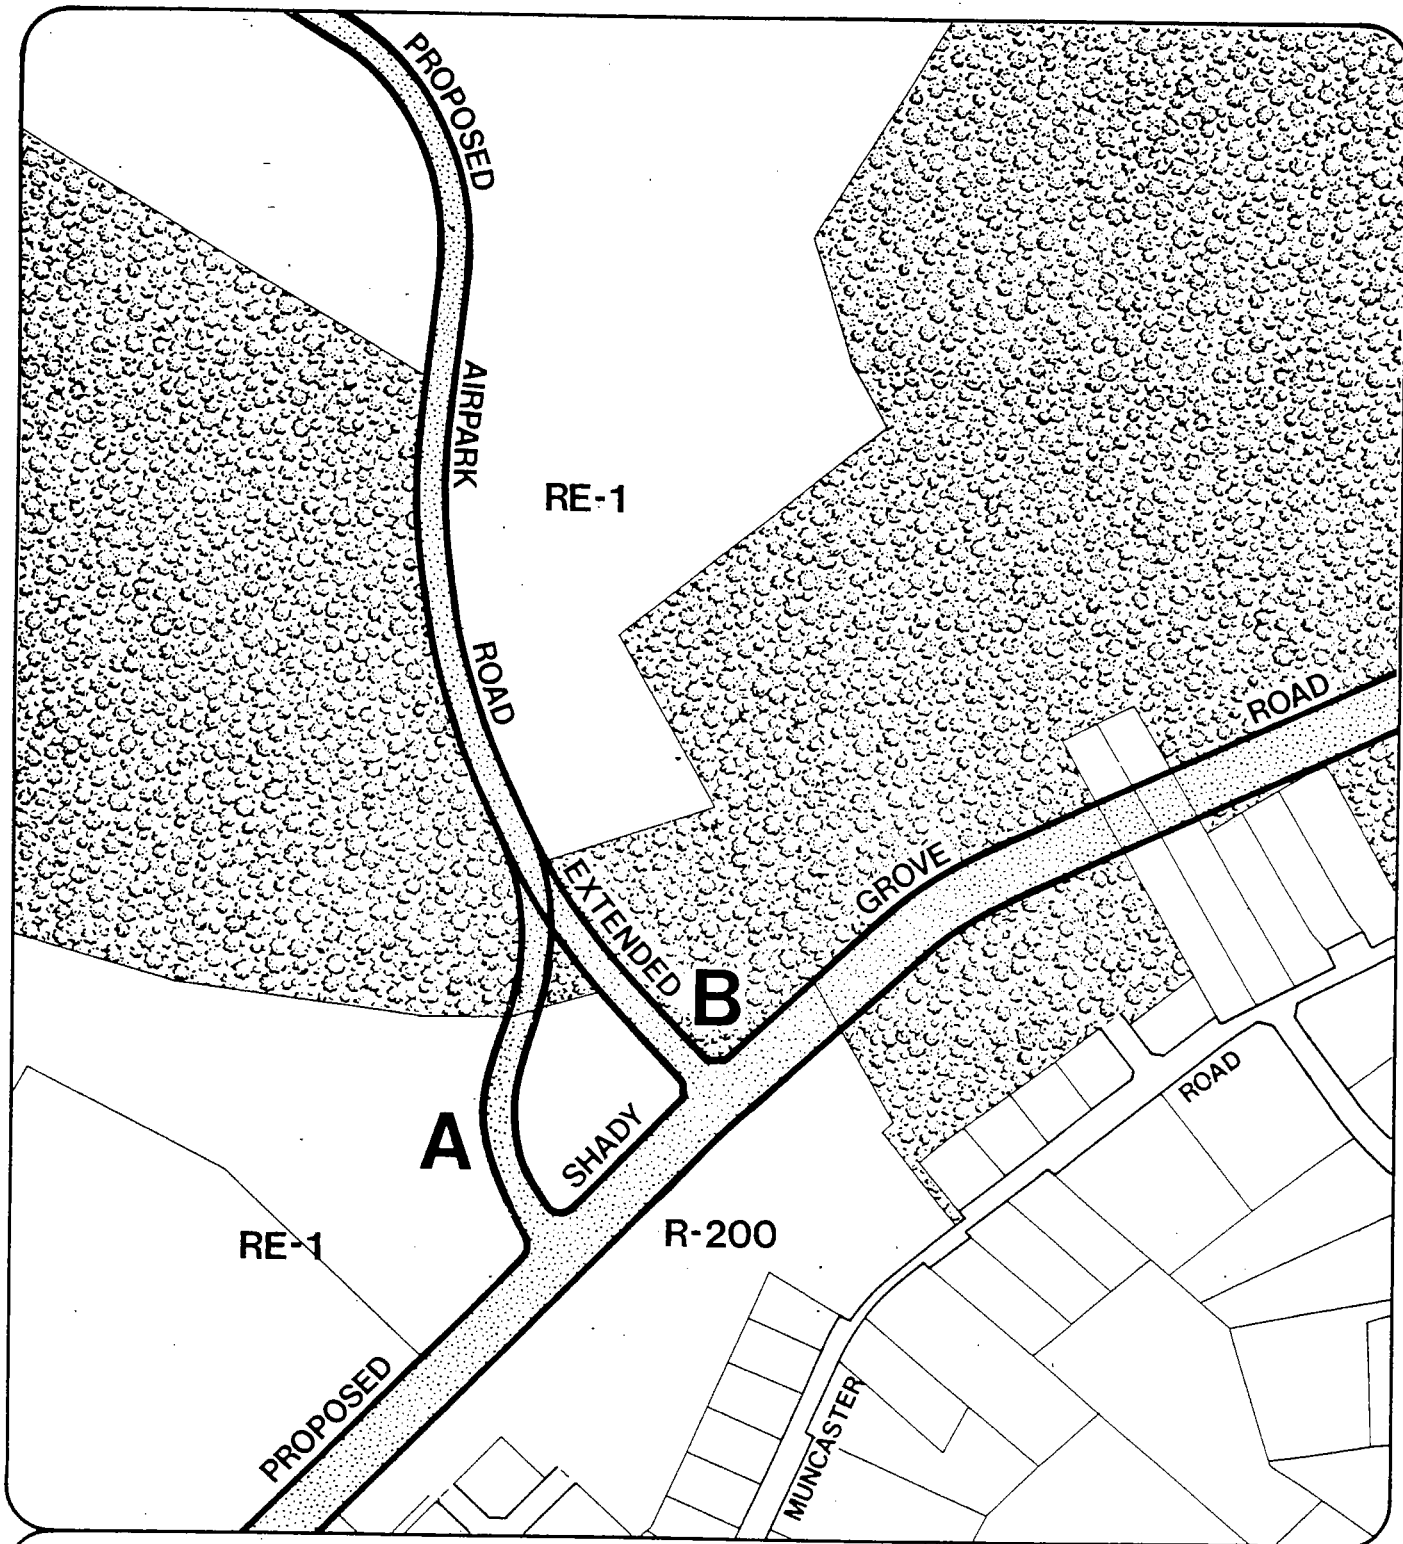 PROPOSED
AIRPARK
RE-1
ROAD
ROAD
GROVE
EXTENDED
B
ROAD
A
SHADY
RE-1
R-200
PROPOSED
MUNCASTER